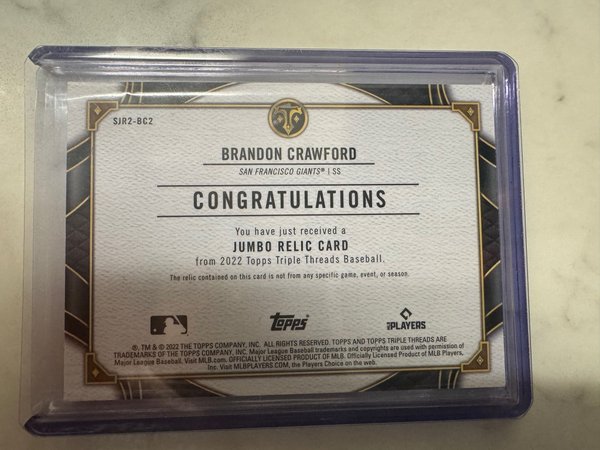 SJR2-BC2
BRANDON CRAWFORD
SAN FRANCISCO GIANTS® | SS
CONGRATULATIONS
You have just received a
JUMBO RELIC CARD
from 2022 Topps Triple Threads Baseball.
The relic contained on this card is not from any specific game, event, or season.
topps
MLB PLAYERS
®, TM & © 2022 THE TOPPS COMPANY, INC. ALL RIGHTS RESERVED. TOPPS AND TOPPS TRIPLE THREADS ARE
TRADEMARKS OF THE TOPPS COMPANY, INC. Major League Baseball trademarks and copyrights are used with permission of
Major League Baseball. Visit MLB.com. OFFICIALLY LICENSED PRODUCT OF MLB. Officially Licensed Product of MLB Players,
Inc. Visit MLBPLAYERS.COM, the Players Choice on the web.